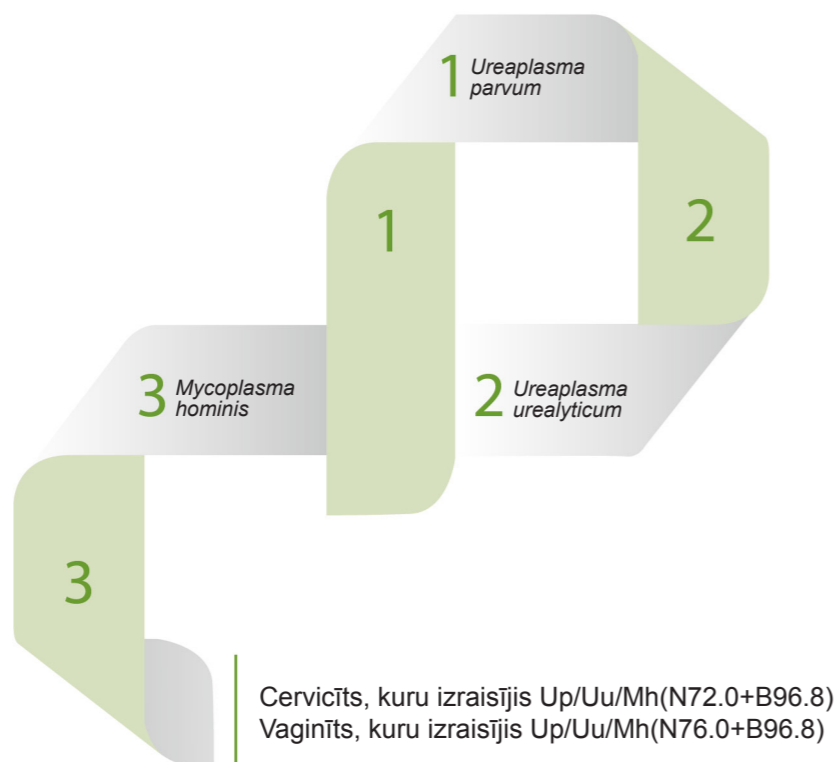 1 Ureaplasma
parvum
1
2
3 Mycoplasma
hominis
2 Ureaplasma
urealyticum
3
Cervicīts, kuru izraisījis Up/Uu/Mh(N72.0+B96.8)
Vaginīts, kuru izraisījis Up/Uu/Mh(N76.0+B96.8)